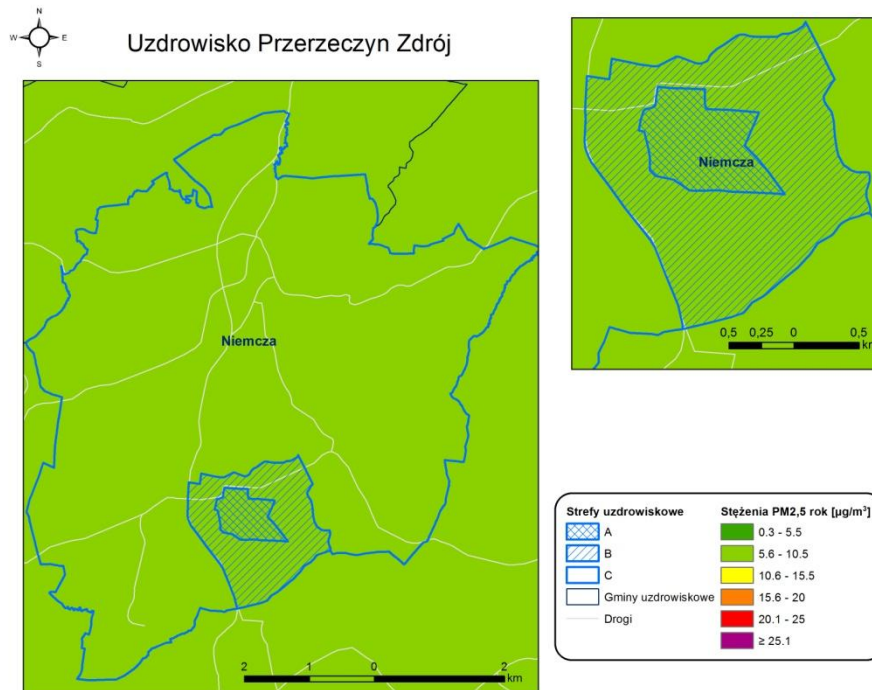 N
W E
S
Uzdrowisko Przerzeczyn Zdrój
Niemcza
2 1 0 2
km
Niemcza
0,5 0,25 0 0,5
km
Strefy uzdrowiskowe
A
B
C
Gminy uzdrowiskowe
Drogi
Stężenia PM2,5 rok [µg/m³]
0.3 - 5.5
5.6 - 10.5
10.6 - 15.5
15.6 - 20
20.1 - 25
≥ 25.1